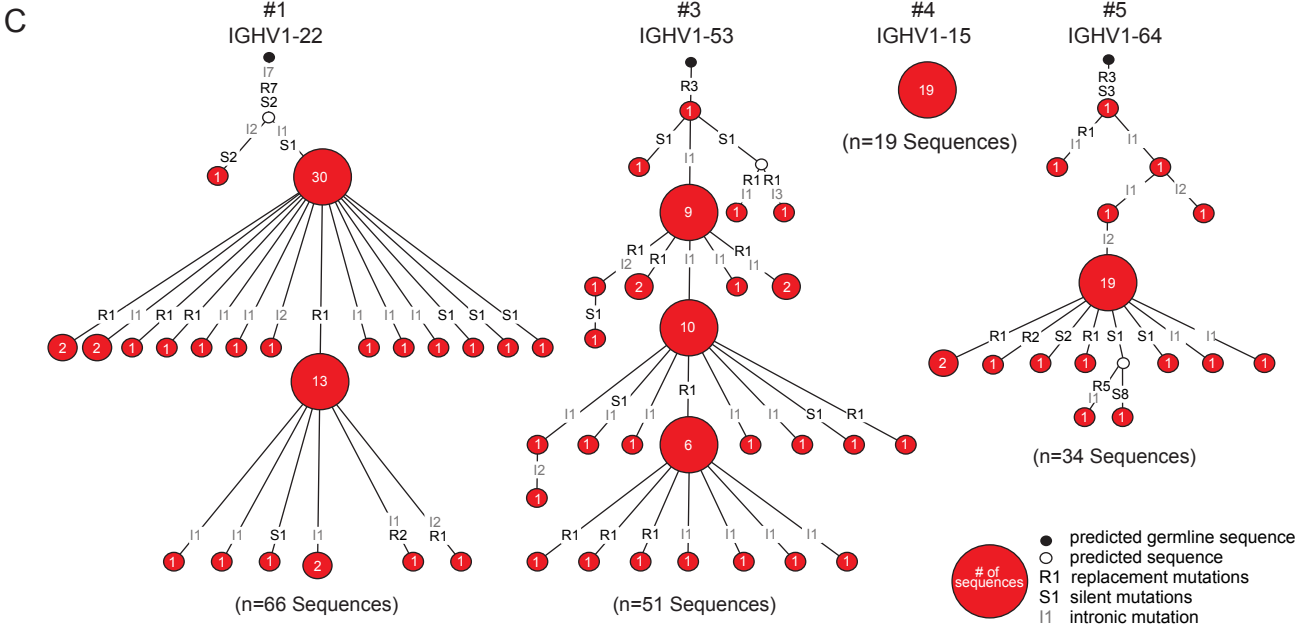 C
#1
IGHV1-22
I7
R7
S2
I2
I1
S2
S1
1
30
R1 I1 R1 R1 I1 I1 I2 R1 I1 I1 I1 S1 S1 S1
2 2 1 1 1 1 1 1 1 1 1 1 1
13
I1 I1 S1 I1 I1 I2
R2 R1
1 1 1 2 1 1
(n=66 Sequences)
#3
IGHV1-53
R3
1
S1 I1 S1
1
R1 R1
I1 I3
9 1 1
R1 R1 I1 I1 R1
I2 I1
1 2 1 2
S1
1
10
I1 S1 I1 R1 I1 I1 S1 R1
I1
1 1 1 6 1 1 1 1
I2
1
R1 R1 R1 I1 I1 I1 I1
1 1 1 1 1 1 1
(n=51 Sequences)
#4
IGHV1-15
19
(n=19 Sequences)
#5
IGHV1-64
R3
S3
1
R1 I1
I1
1 1
I1 I2
1 1
I2
19
R1 R2 S2 R1 S1 S1 I1 I1
2 1 1 1 1 1 1
R5 S8
I1
1 1
(n=34 Sequences)
# of
sequences
predicted germline sequence
predicted sequence
R1 replacement mutations
S1 silent mutations
I1 intronic mutation